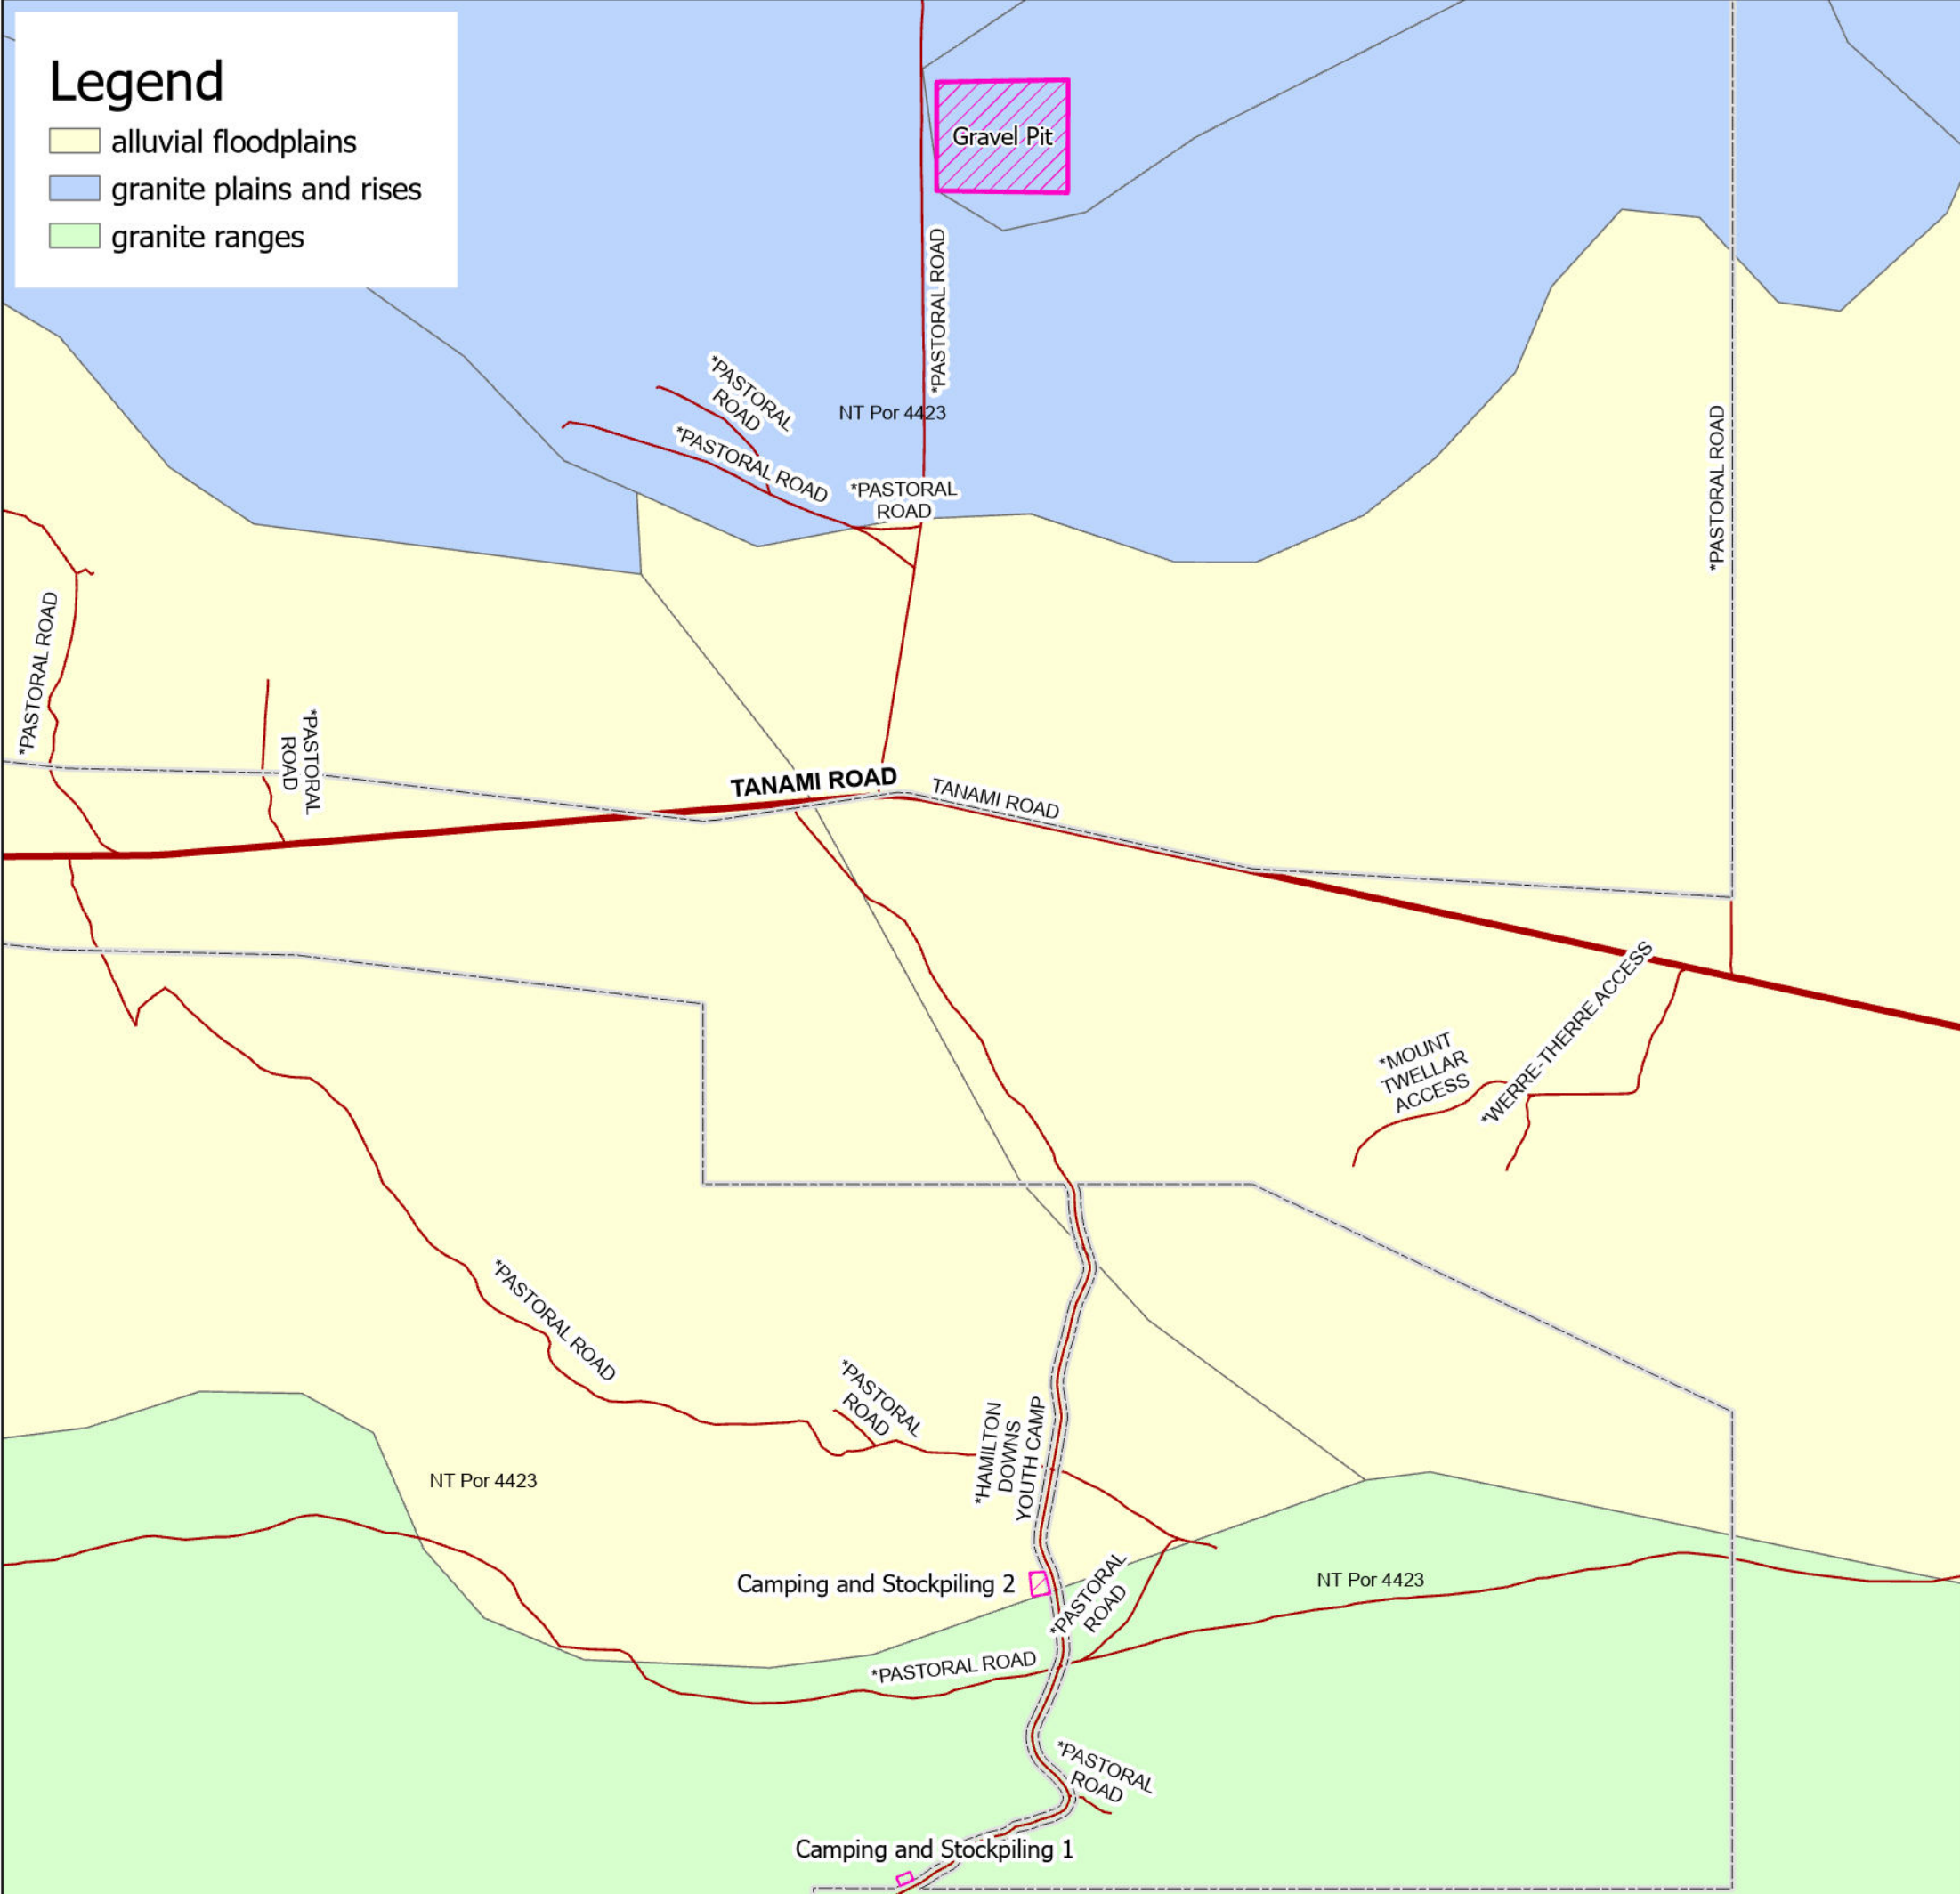 Legend
alluvial floodplains
granite plains and rises
granite ranges
Gravel Pit
*PASTORAL ROAD
*PASTORAL
ROAD
NT Por 4423
*PASTORAL ROAD
*PASTORAL
ROAD
*PASTORAL ROAD
*PASTORAL ROAD
*PASTORAL
ROAD
TANAMI ROAD
TANAMI ROAD
*WERRE-THERRE ACCESS
*MOUNT
TWELLAR
ACCESS
*PASTORAL ROAD
*PASTORAL
ROAD
*HAMILTON
DOWNS
YOUTH CAMP
NT Por 4423
Camping and Stockpiling 2
*PASTORAL
ROAD
NT Por 4423
*PASTORAL ROAD
*PASTORAL
ROAD
Camping and Stockpiling 1